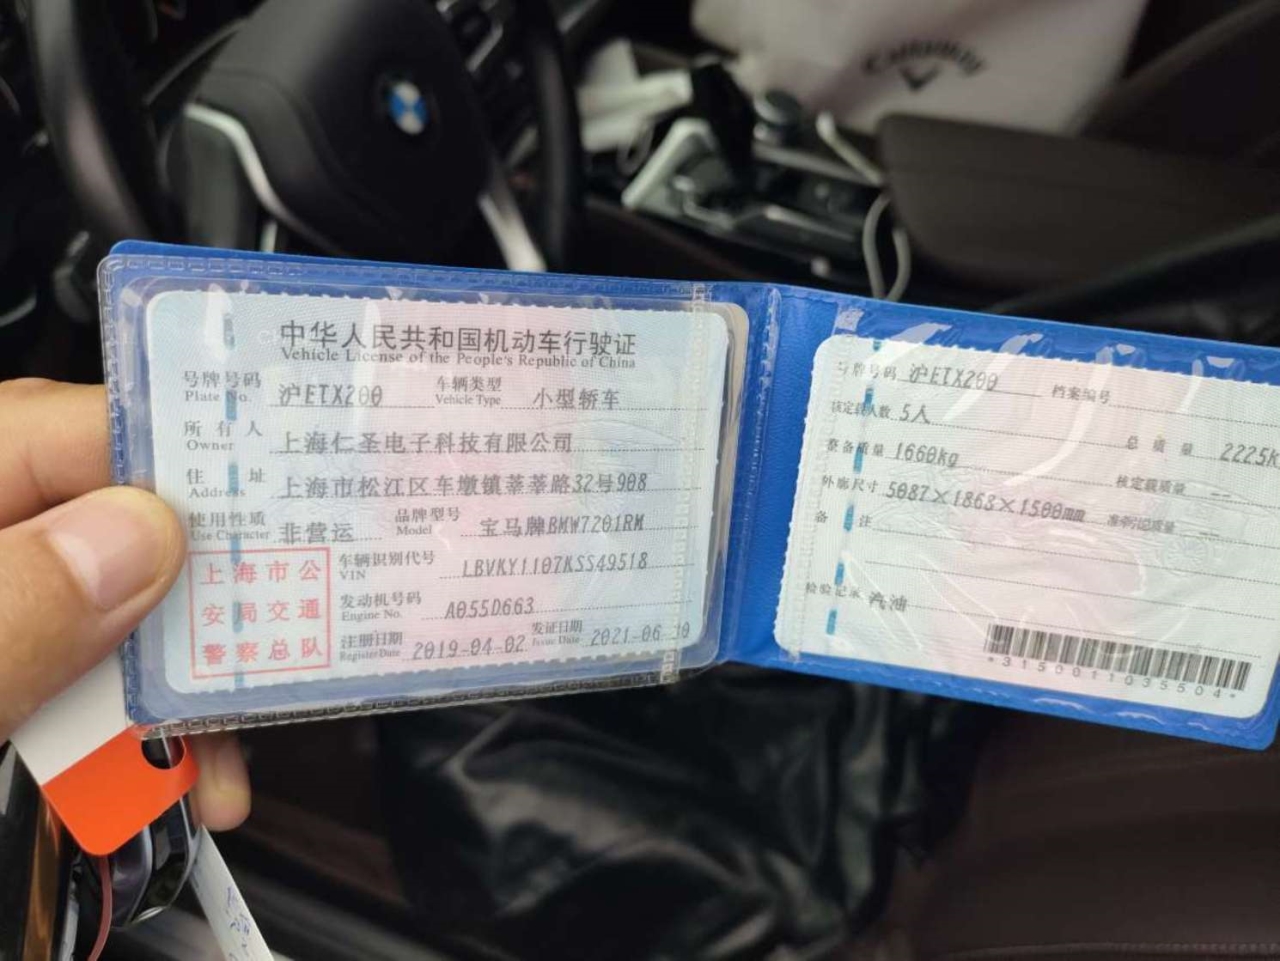 Callaway
中华人民共和国机动车行驶证
Vehicle License of the People's Republic of China
号牌号码 沪ETX200 车辆类型 小型轿车
Plate No. Vehicle Type
所有人 上海仁圣电子科技有限公司
Owner
住址 上海市松江区车墩镇莘莘路32号908
Address
使用性质 非营运 品牌型号 宝马牌BMW7201RM
Use Character Model
上海市公
安局交通
警察总队
车辆识别代号 LBVKY1107KSS49518
VIN
发动机号码 A055D663
Engine No.
注册日期 2019-04-02 发证日期 2021-06
Register Date Issue Date
号牌号码 沪ETX200 档案编号
核定载人数 5人 总质量 2225k
整备质量 1660kg 核定载质量 --
外廓尺寸 5087×1868×1500mm 准牵引总质量 --
备注
检验记录 汽油
*3150011035504*